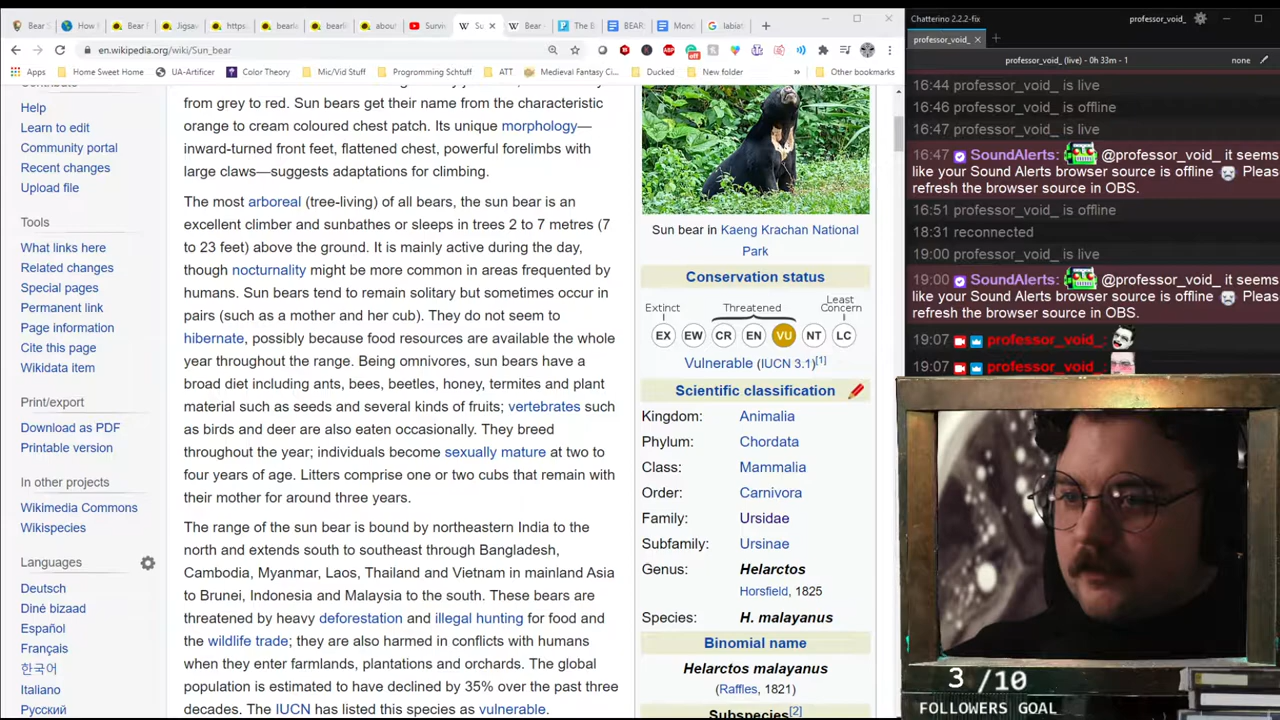 Bear S
How I
Bear f
Jigsav
https:
bearla
bearli
about
Surviv
Su
Bear -
The E
BEAR:
Mond
labiat
en.wikipedia.org/wiki/Sun_bear
Apps
Home Sweet Home
UA-Artificer
Color Theory
Mic/Vid Stuff
Programming Schtuff
ATT
Medieval Fantasy Ci
Ducked
New folder
»
Other bookmarks
Help
Learn to edit
Community portal
Recent changes
Upload file
Tools
What links here
Related changes
Special pages
Permanent link
Page information
Cite this page
Wikidata item
Print/export
Download as PDF
Printable version
In other projects
Wikimedia Commons
Wikispecies
Languages
Deutsch
Diné bizaad
Español
Français
한국어
Italiano
Русский
from grey to red. Sun bears get their name from the characteristic
orange to cream coloured chest patch. Its unique morphology—
inward-turned front feet, flattened chest, powerful forelimbs with
large claws—suggests adaptations for climbing.
The most arboreal (tree-living) of all bears, the sun bear is an
excellent climber and sunbathes or sleeps in trees 2 to 7 metres (7
to 23 feet) above the ground. It is mainly active during the day,
though nocturnality might be more common in areas frequented by
humans. Sun bears tend to remain solitary but sometimes occur in
pairs (such as a mother and her cub). They do not seem to
hibernate, possibly because food resources are available the whole
year throughout the range. Being omnivores, sun bears have a
broad diet including ants, bees, beetles, honey, termites and plant
material such as seeds and several kinds of fruits; vertebrates such
as birds and deer are also eaten occasionally. They breed
throughout the year; individuals become sexually mature at two to
four years of age. Litters comprise one or two cubs that remain with
their mother for around three years.
The range of the sun bear is bound by northeastern India to the
north and extends south to southeast through Bangladesh,
Cambodia, Myanmar, Laos, Thailand and Vietnam in mainland Asia
to Brunei, Indonesia and Malaysia to the south. These bears are
threatened by heavy deforestation and illegal hunting for food and
the wildlife trade; they are also harmed in conflicts with humans
when they enter farmlands, plantations and orchards. The global
population is estimated to have declined by 35% over the past three
decades. The IUCN has listed this species as vulnerable.
Sun bear in Kaeng Krachan National
Park
Conservation status
Extinct Threatened Least
Concern
EX EW CR EN VU NT LC
Vulnerable (IUCN 3.1)[1]
Scientific classification
Kingdom: Animalia
Phylum: Chordata
Class: Mammalia
Order: Carnivora
Family: Ursidae
Subfamily: Ursinae
Genus: Helarctos
Horsfield, 1825
Species: H. malayanus
Binomial name
Helarctos malayanus
(Raffles, 1821)
Subspecies[2]
Chatterino 2.2.2-fix
professor_void_
professor_void_
professor_void_ (live) - 0h 33m - 1
none
16:44 professor_void_ is live
16:46 professor_void_ is offline
16:47 professor_void_ is live
16:47 SoundAlerts: @professor_void_ it seems
like your Sound Alerts browser source is offline Pleas
refresh the browser source in OBS.
16:51 professor_void_ is offline
18:31 reconnected
19:00 professor_void_ is live
19:00 SoundAlerts: @professor_void_ it seems
like your Sound Alerts browser source is offline Pleas
refresh the browser source in OBS.
19:07 professor_void_:
19:07 professor_void_:
3 /10
FOLLOWERS GOAL